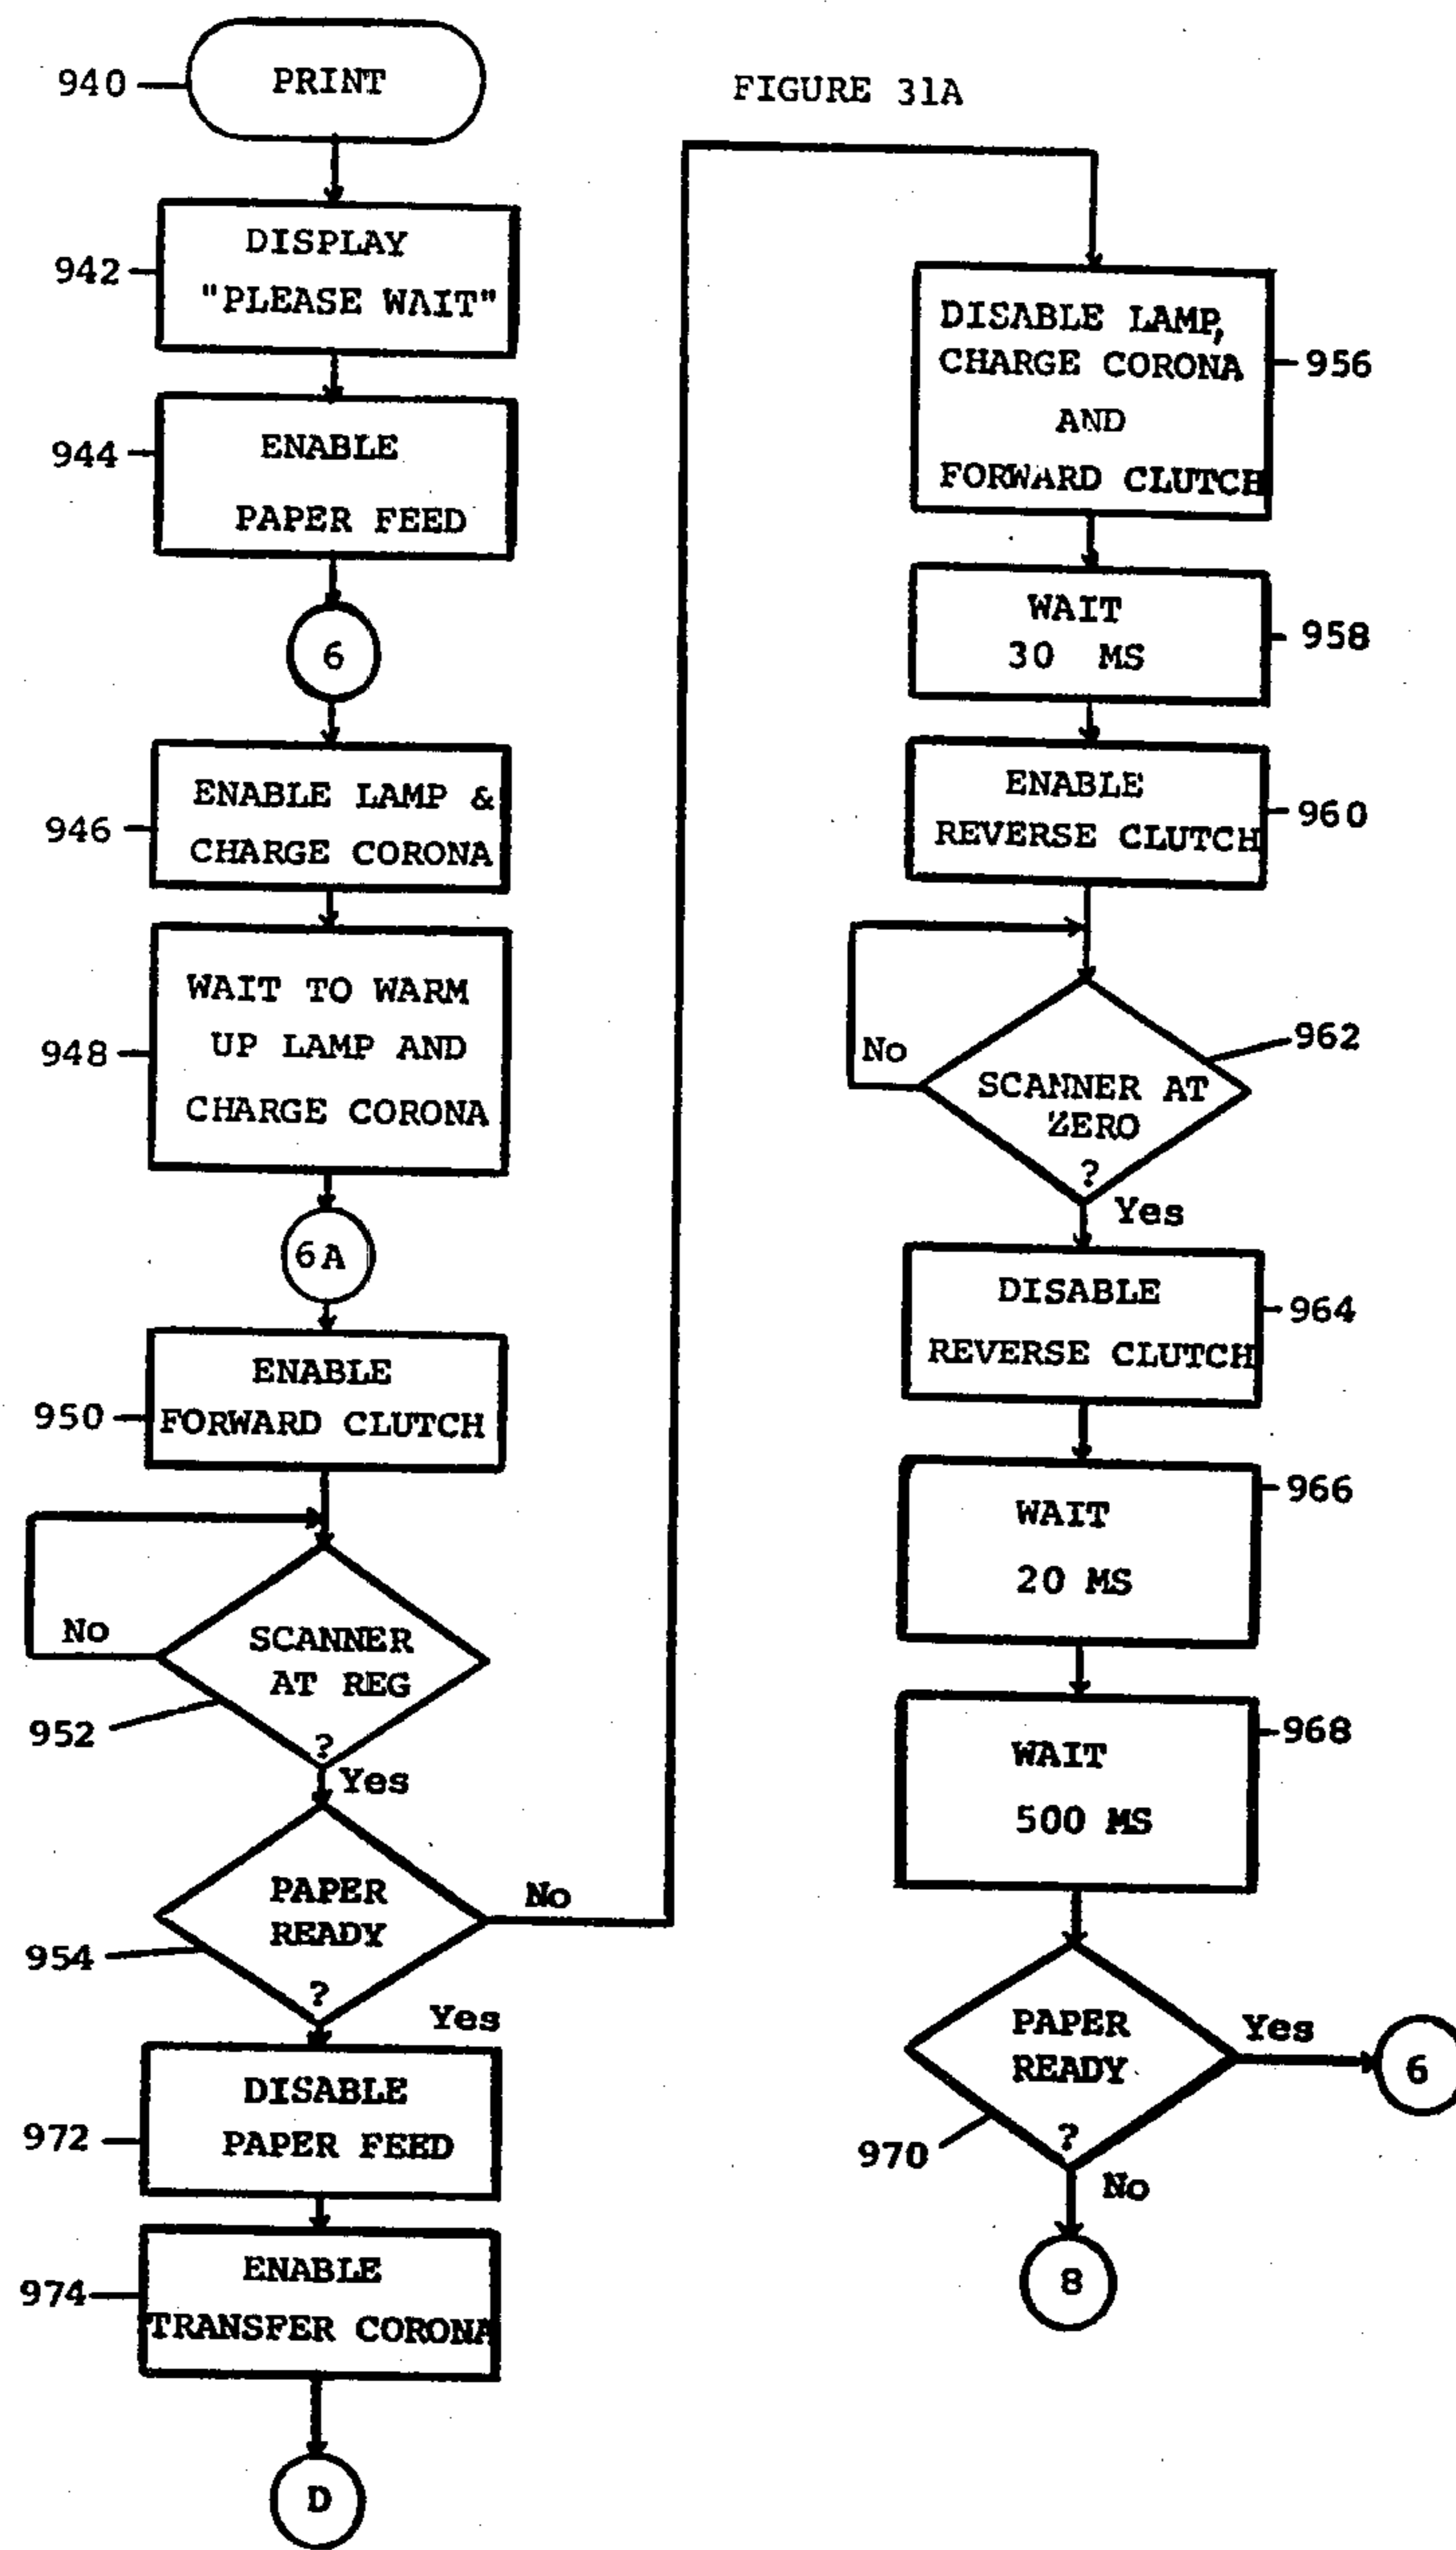 940
PRINT
FIGURE 31A
942
DISPLAY
"PLEASE WAIT"
944
ENABLE
PAPER FEED
6
946
ENABLE LAMP &
CHARGE CORONA
948
WAIT TO WARM
UP LAMP AND
CHARGE CORONA
6A
950
ENABLE
FORWARD CLUTCH
No
SCANNER
AT REG
?
952
Yes
PAPER
READY
?
954
No
Yes
972
DISABLE
PAPER FEED
974
ENABLE
TRANSFER CORONA
D
DISABLE LAMP,
CHARGE CORONA
AND
FORWARD CLUTCH
956
WAIT
30 MS
958
ENABLE
REVERSE CLUTCH
960
No
SCANNER AT
ZERO
?
962
Yes
DISABLE
REVERSE CLUTCH
964
WAIT
20 MS
966
WAIT
500 MS
968
PAPER
READY
?
970
Yes
6
No
8